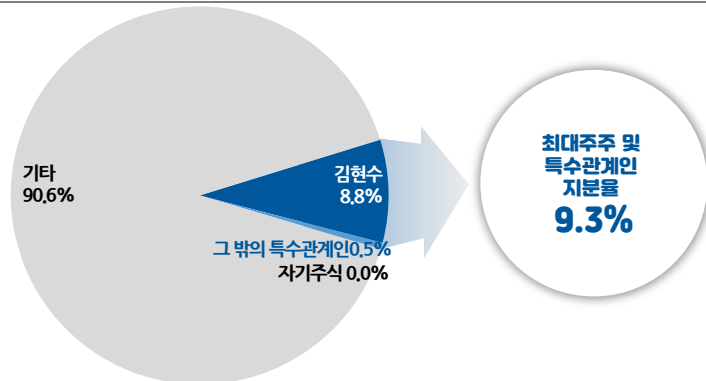 기타
90.6%
김현수
8.8%
그 밖의 특수관계인0.5%
자기주식 0.0%
최대주주 및
특수관계인
지분율
9.3%